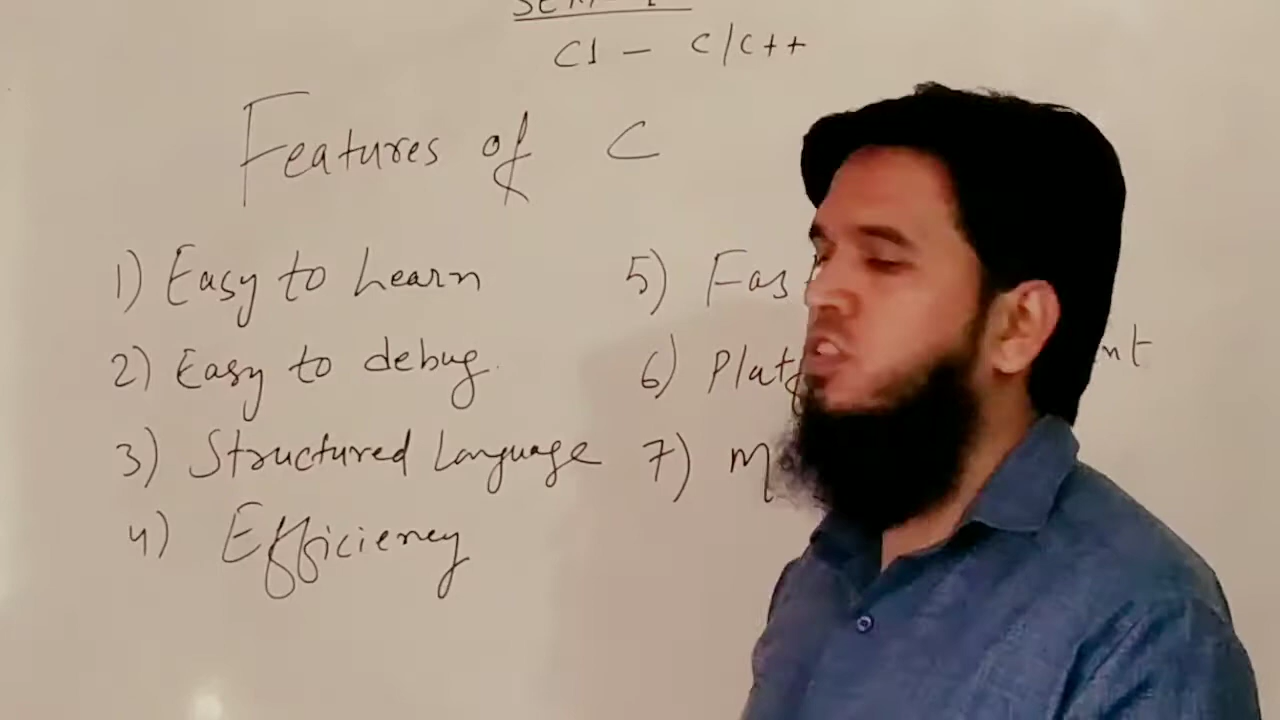 C1 - C/C++
Features of C
1) Easy to Learn
2) Easy to debug.
3) Structured Language
4) Efficiency
5) Fas
6) Plat
7) M